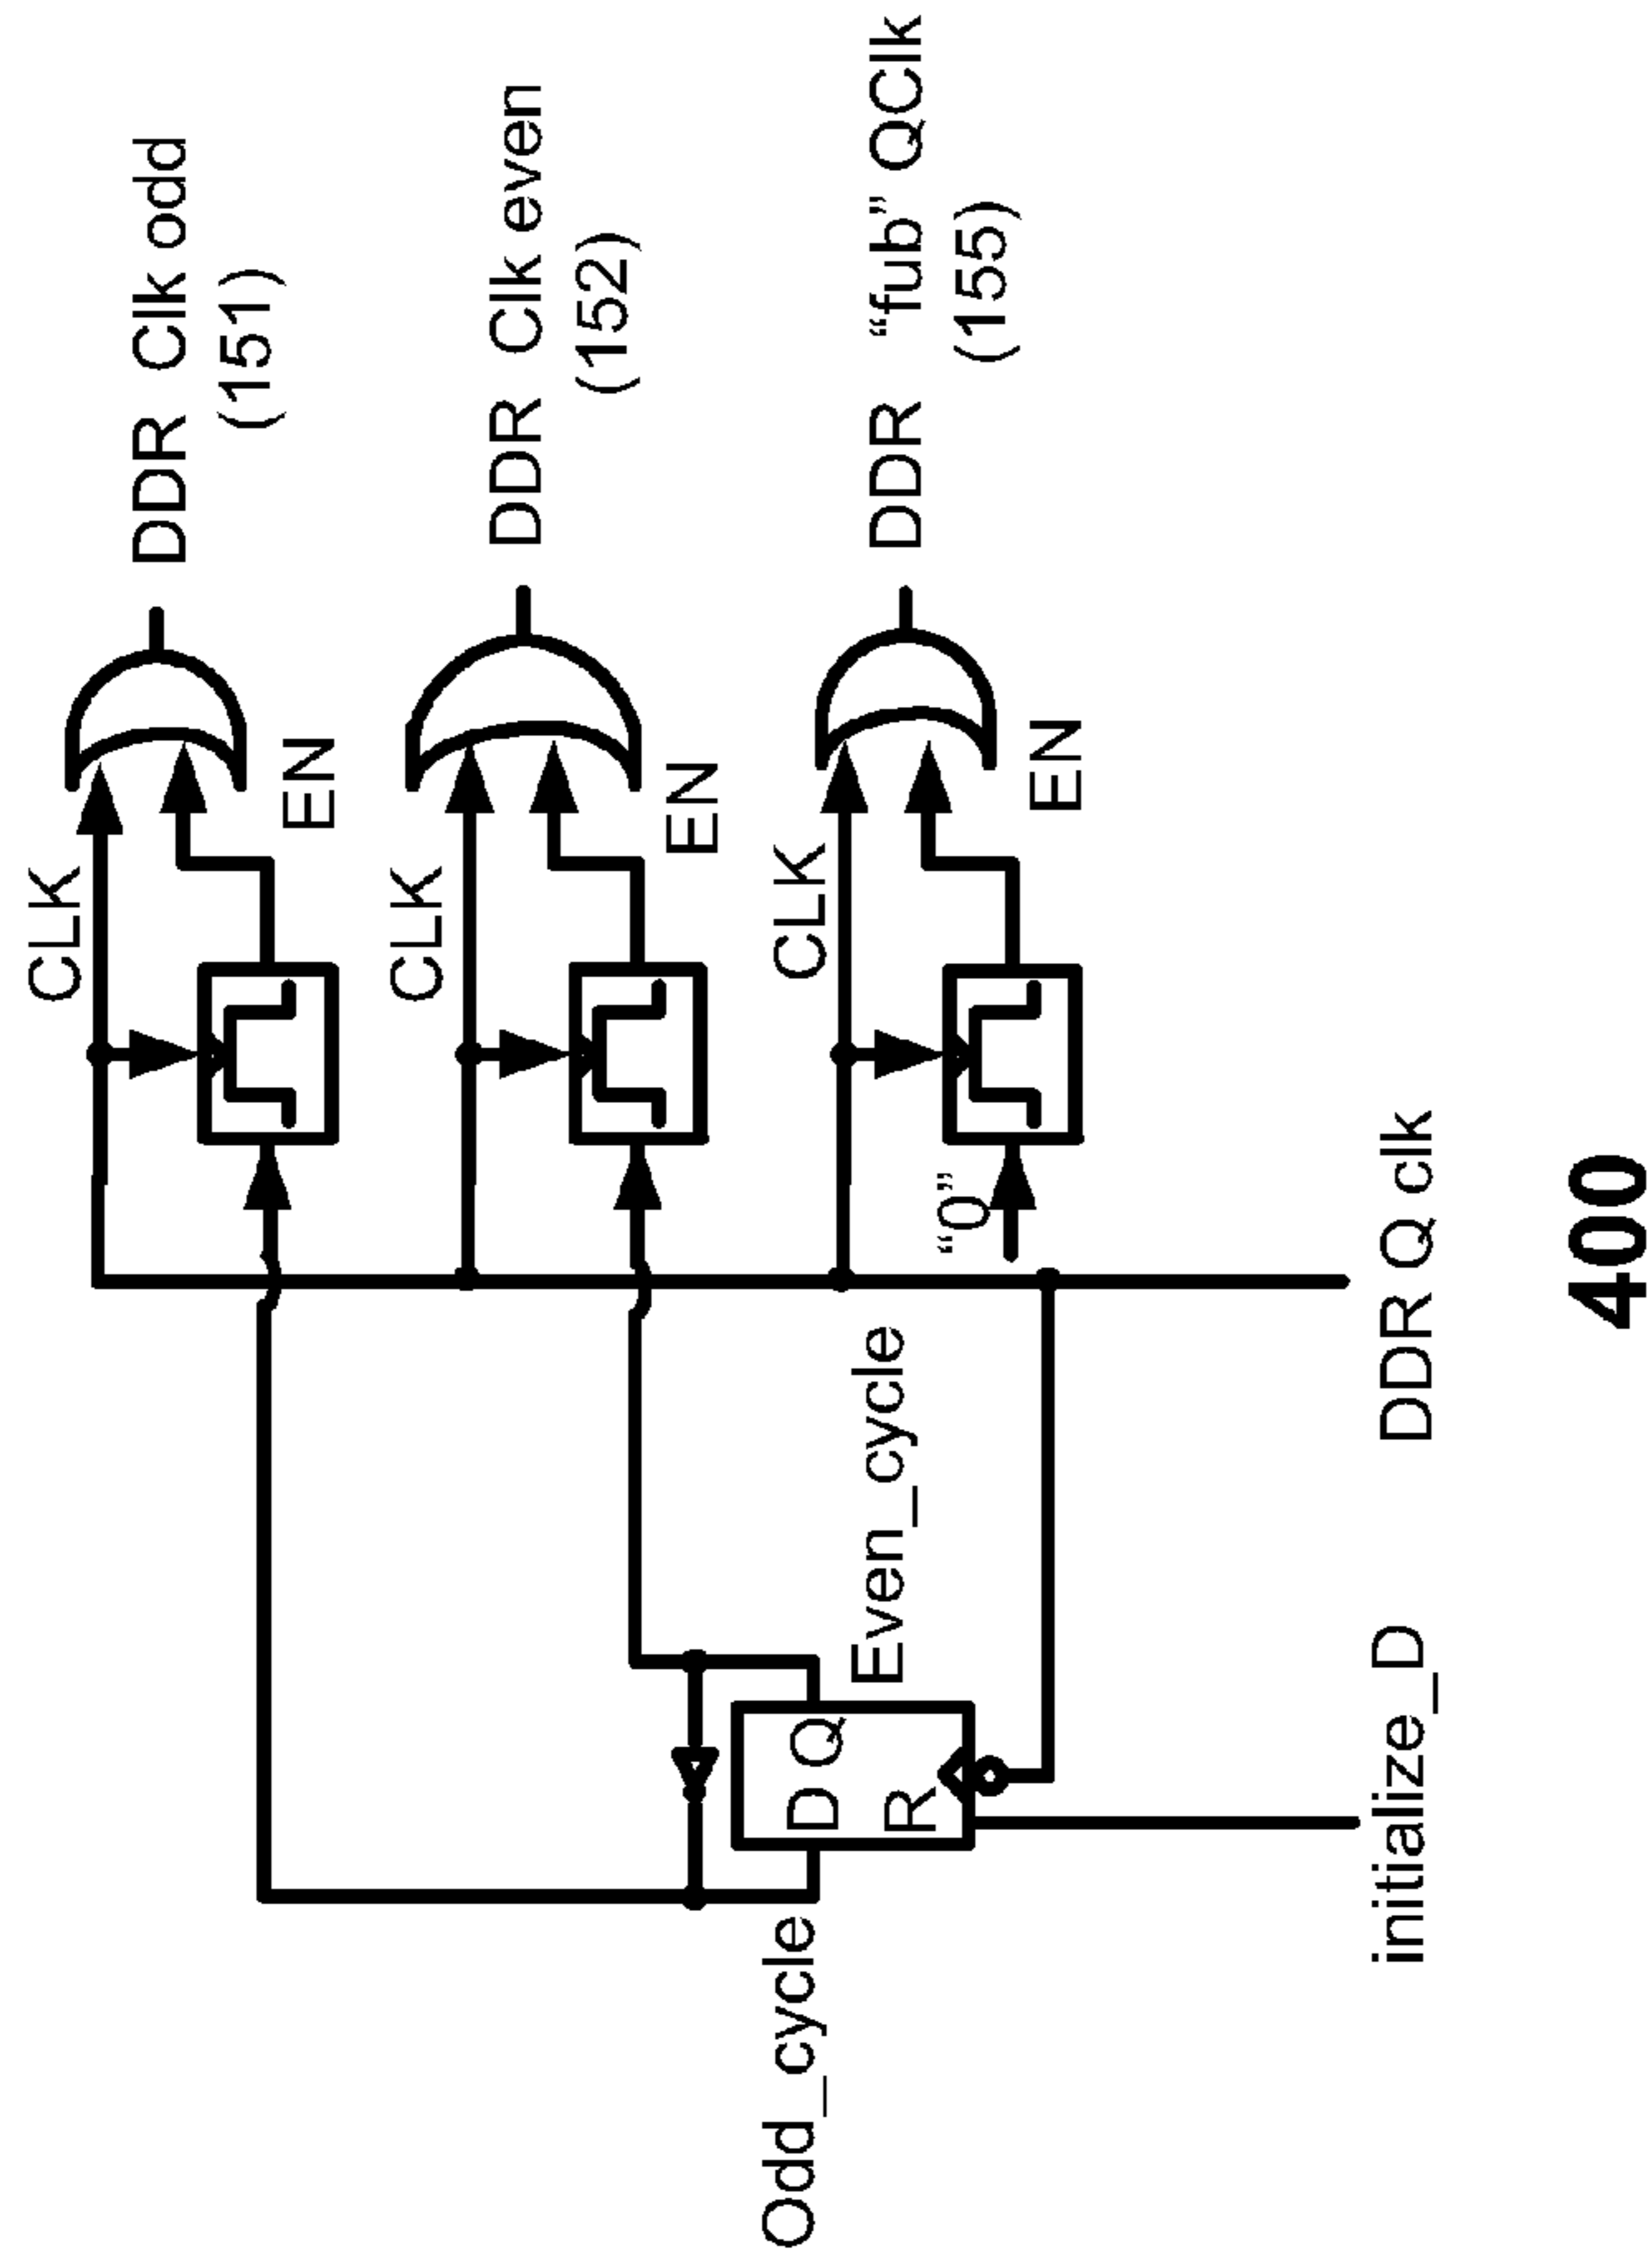 DDR Clk odd
(151)
CLK
EN
DDR Clk even
(152)
CLK
EN
DDR “fub” QClk
(155)
CLK
EN
“0”
Odd_cycle
D Q
R
Even_cycle
initialize_D
DDR Q clk
400